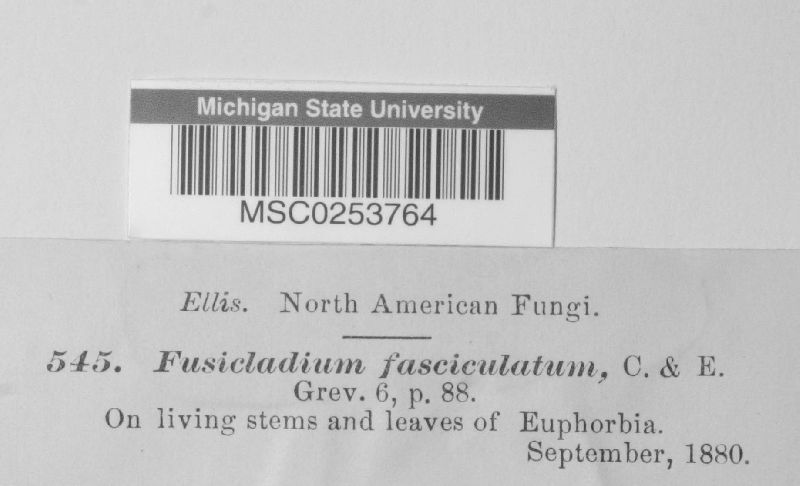 Michigan State University
MSC0253764
Ellis. North American Fungi.
545. Fusicladium fasciculatum, C. & E.
Grev. 6, p. 88.
On living stems and leaves of Euphorbia.
September, 1880.